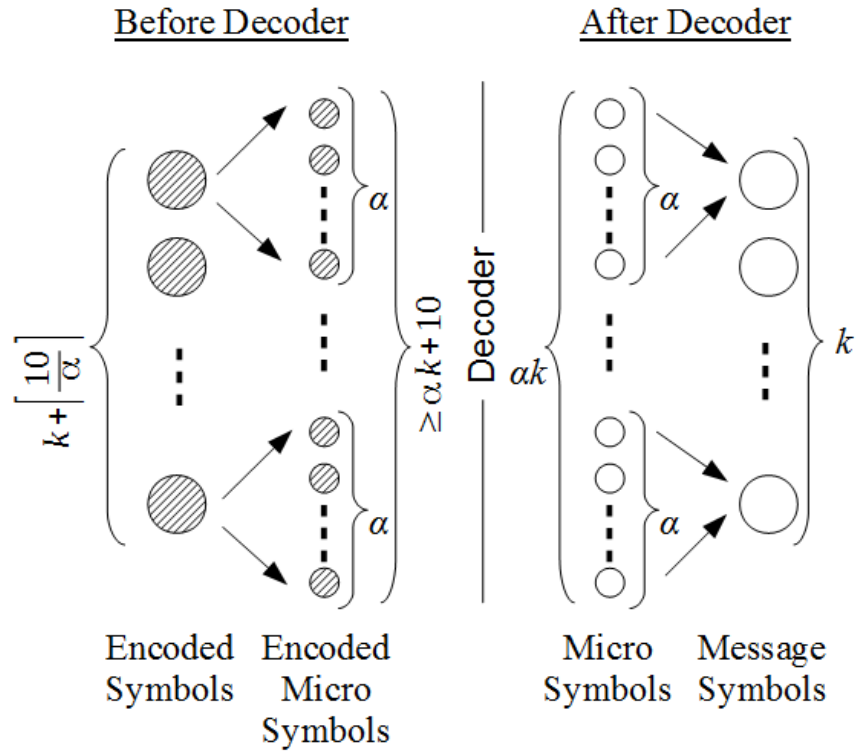 Before Decoder
After Decoder
k + ⌈10/α⌉
α
α
≥ αk + 10
Decoder
αk
α
α
k
Encoded
Symbols
Encoded
Micro
Symbols
Micro
Symbols
Message
Symbols